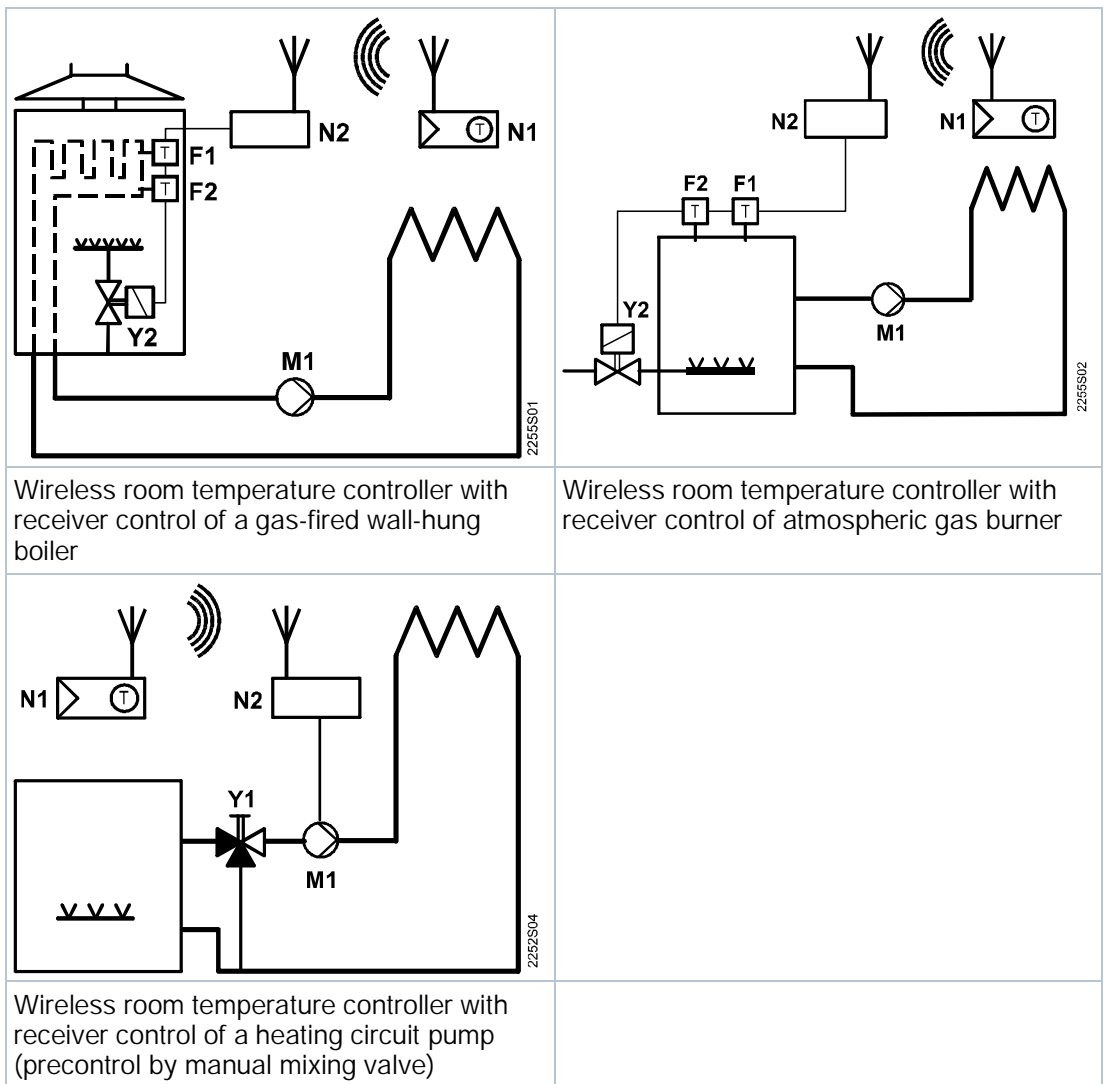 N2
N1
T
T
F1
T
F2
Y2
M1
2255S01
N2
N1
T
F2
F1
T
T
Y2
M1
2255S02
Wireless room temperature controller with
receiver control of a gas-fired wall-hung
boiler
Wireless room temperature controller with
receiver control of atmospheric gas burner
N1
T
N2
Y1
M1
2252S04
Wireless room temperature controller with
receiver control of a heating circuit pump
(precontrol by manual mixing valve)